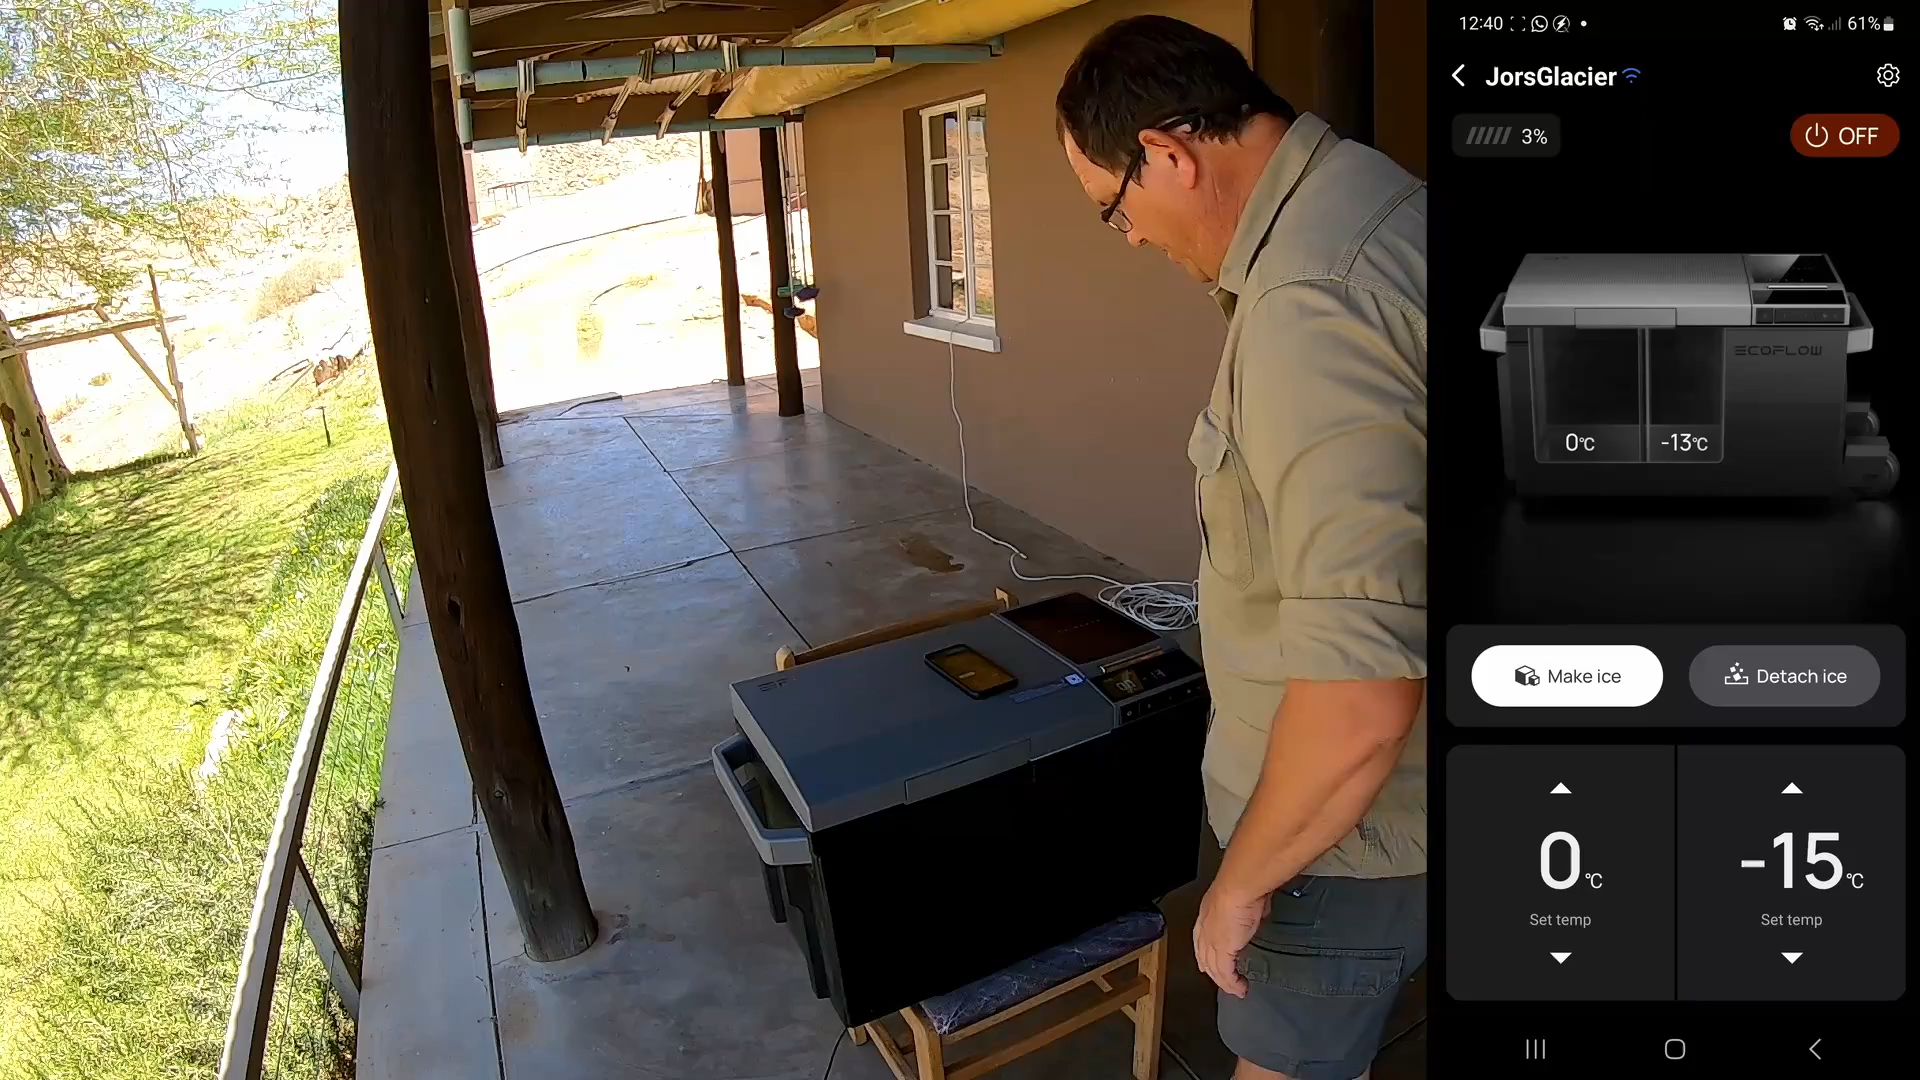 12:40
61%
JorsGlacier
3%
OFF
ECOFLOW
0°C
-13°C
Make ice
Detach ice
0°C
-15°C
Set temp
Set temp
EF